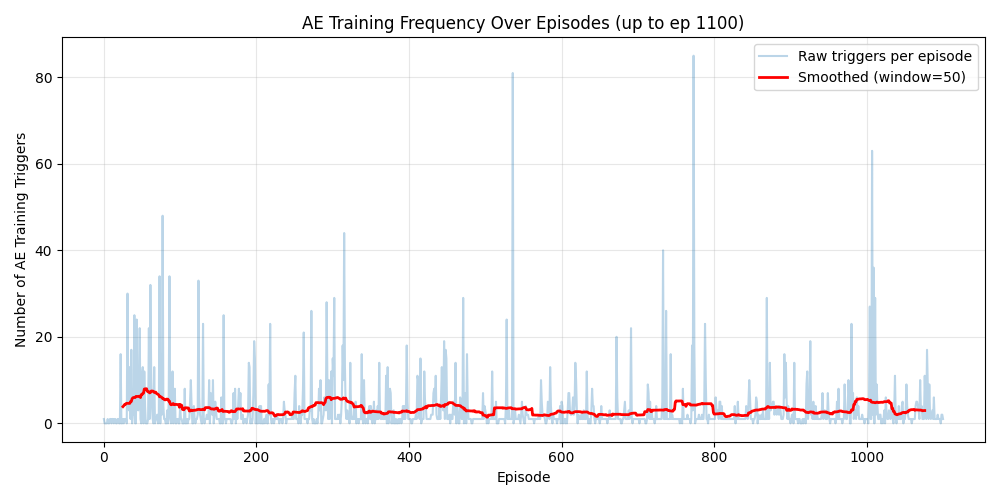 AE Training Frequency Over Episodes (up to ep 1100)
Raw triggers per episode
Smoothed (window=50)
Number of AE Training Triggers
80
60
40
20
0
0 200 400 600 800 1000
Episode